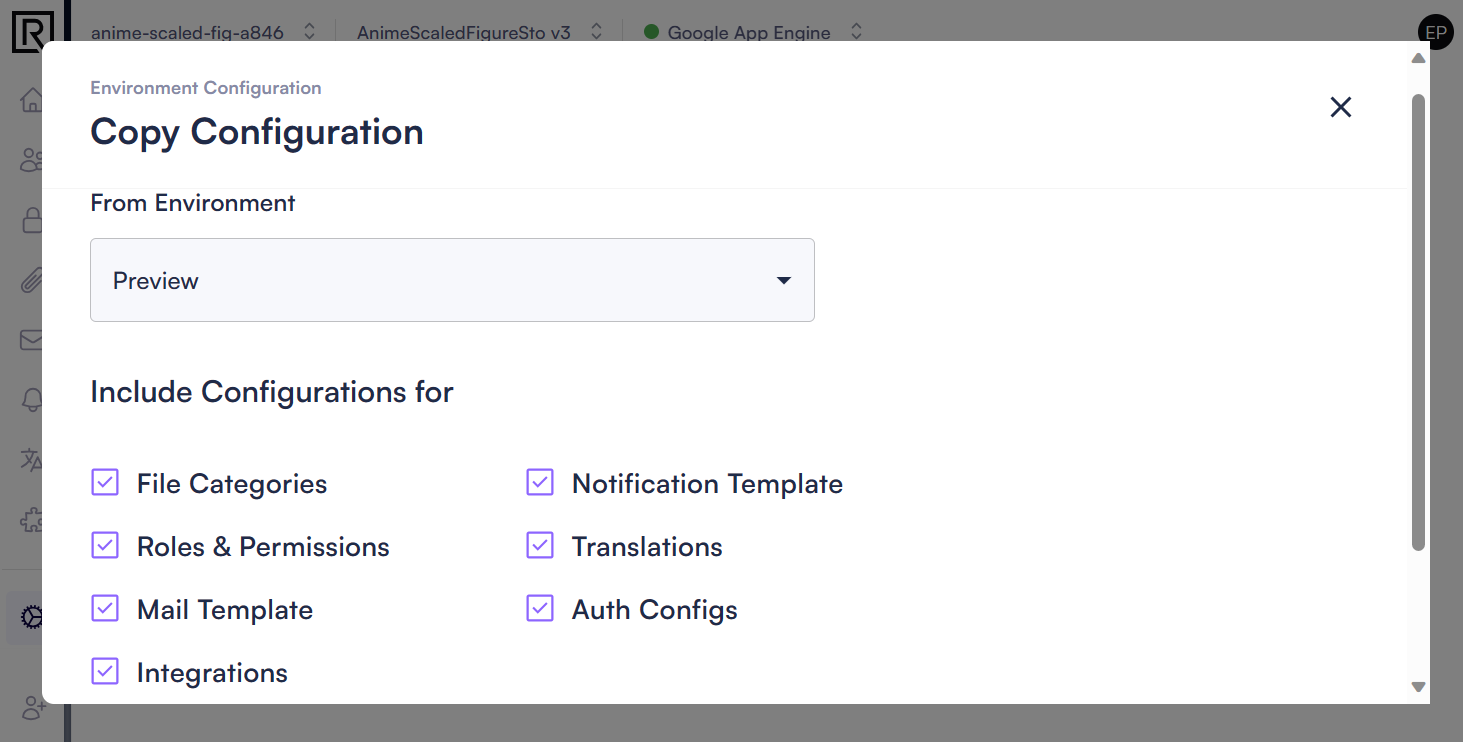 R
anime-scaled-fig-a846
AnimeScaledFigureSto v3
Google App Engine
EP
Environment Configuration
Copy Configuration
From Environment
Preview
Include Configurations for
File Categories
Notification Template
Roles & Permissions
Translations
Mail Template
Auth Configs
Integrations